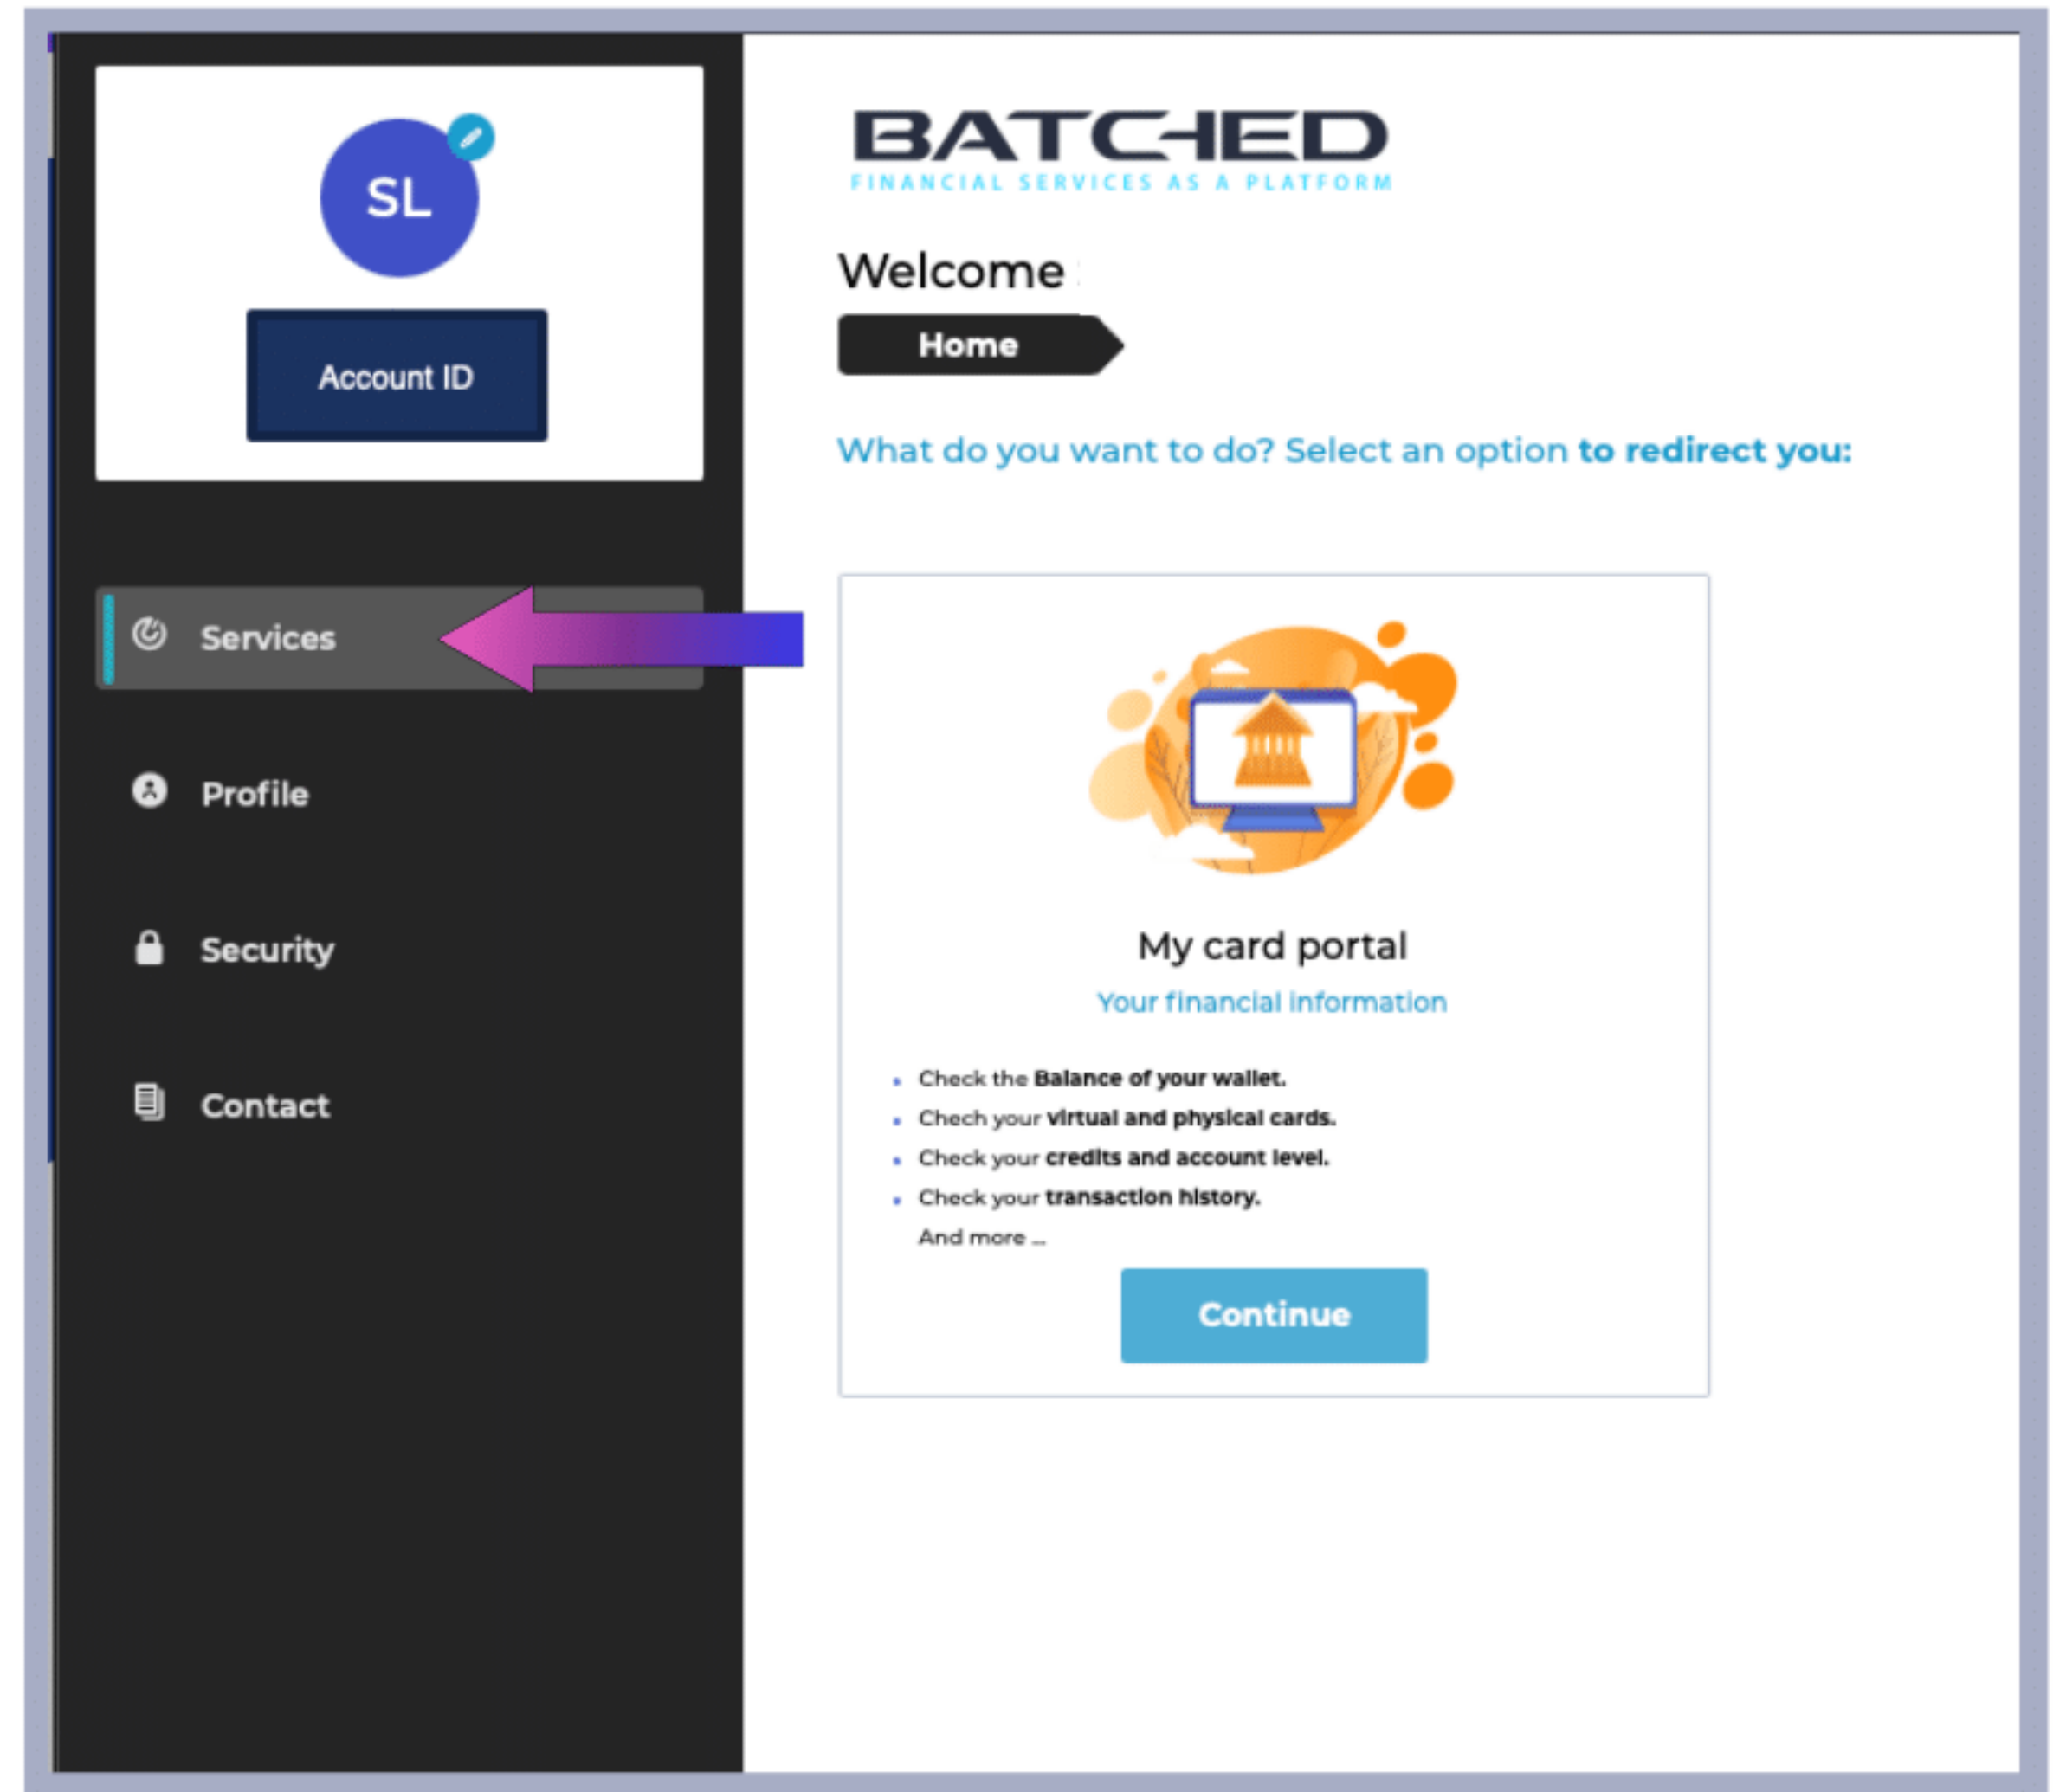 SL
Account ID
Services
Profile
Security
Contact
BATCHED
FINANCIAL SERVICES AS A PLATFORM
Welcome
Home
What do you want to do? Select an option to redirect you:
My card portal
Your financial information
• Check the Balance of your wallet.
• Chech your virtual and physical cards.
• Check your credits and account level.
• Check your transaction history.
And more ...
Continue